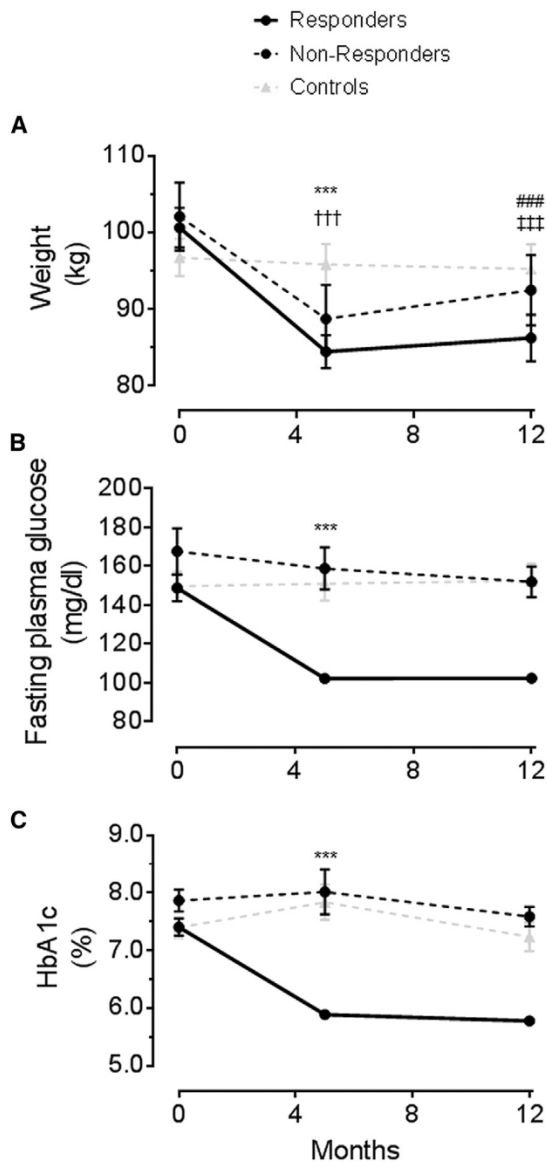 Responders
Non-Responders
Controls
A
110
100
90
80
Weight
(kg)
***
†††
###
‡‡‡
0
4
8
12
B
200
180
160
140
120
100
80
Fasting plasma glucose
(mg/dl)
***
0
4
8
12
C
9.0
8.0
7.0
6.0
5.0
HbA1c
(%)
***
0
4
8
12
Months